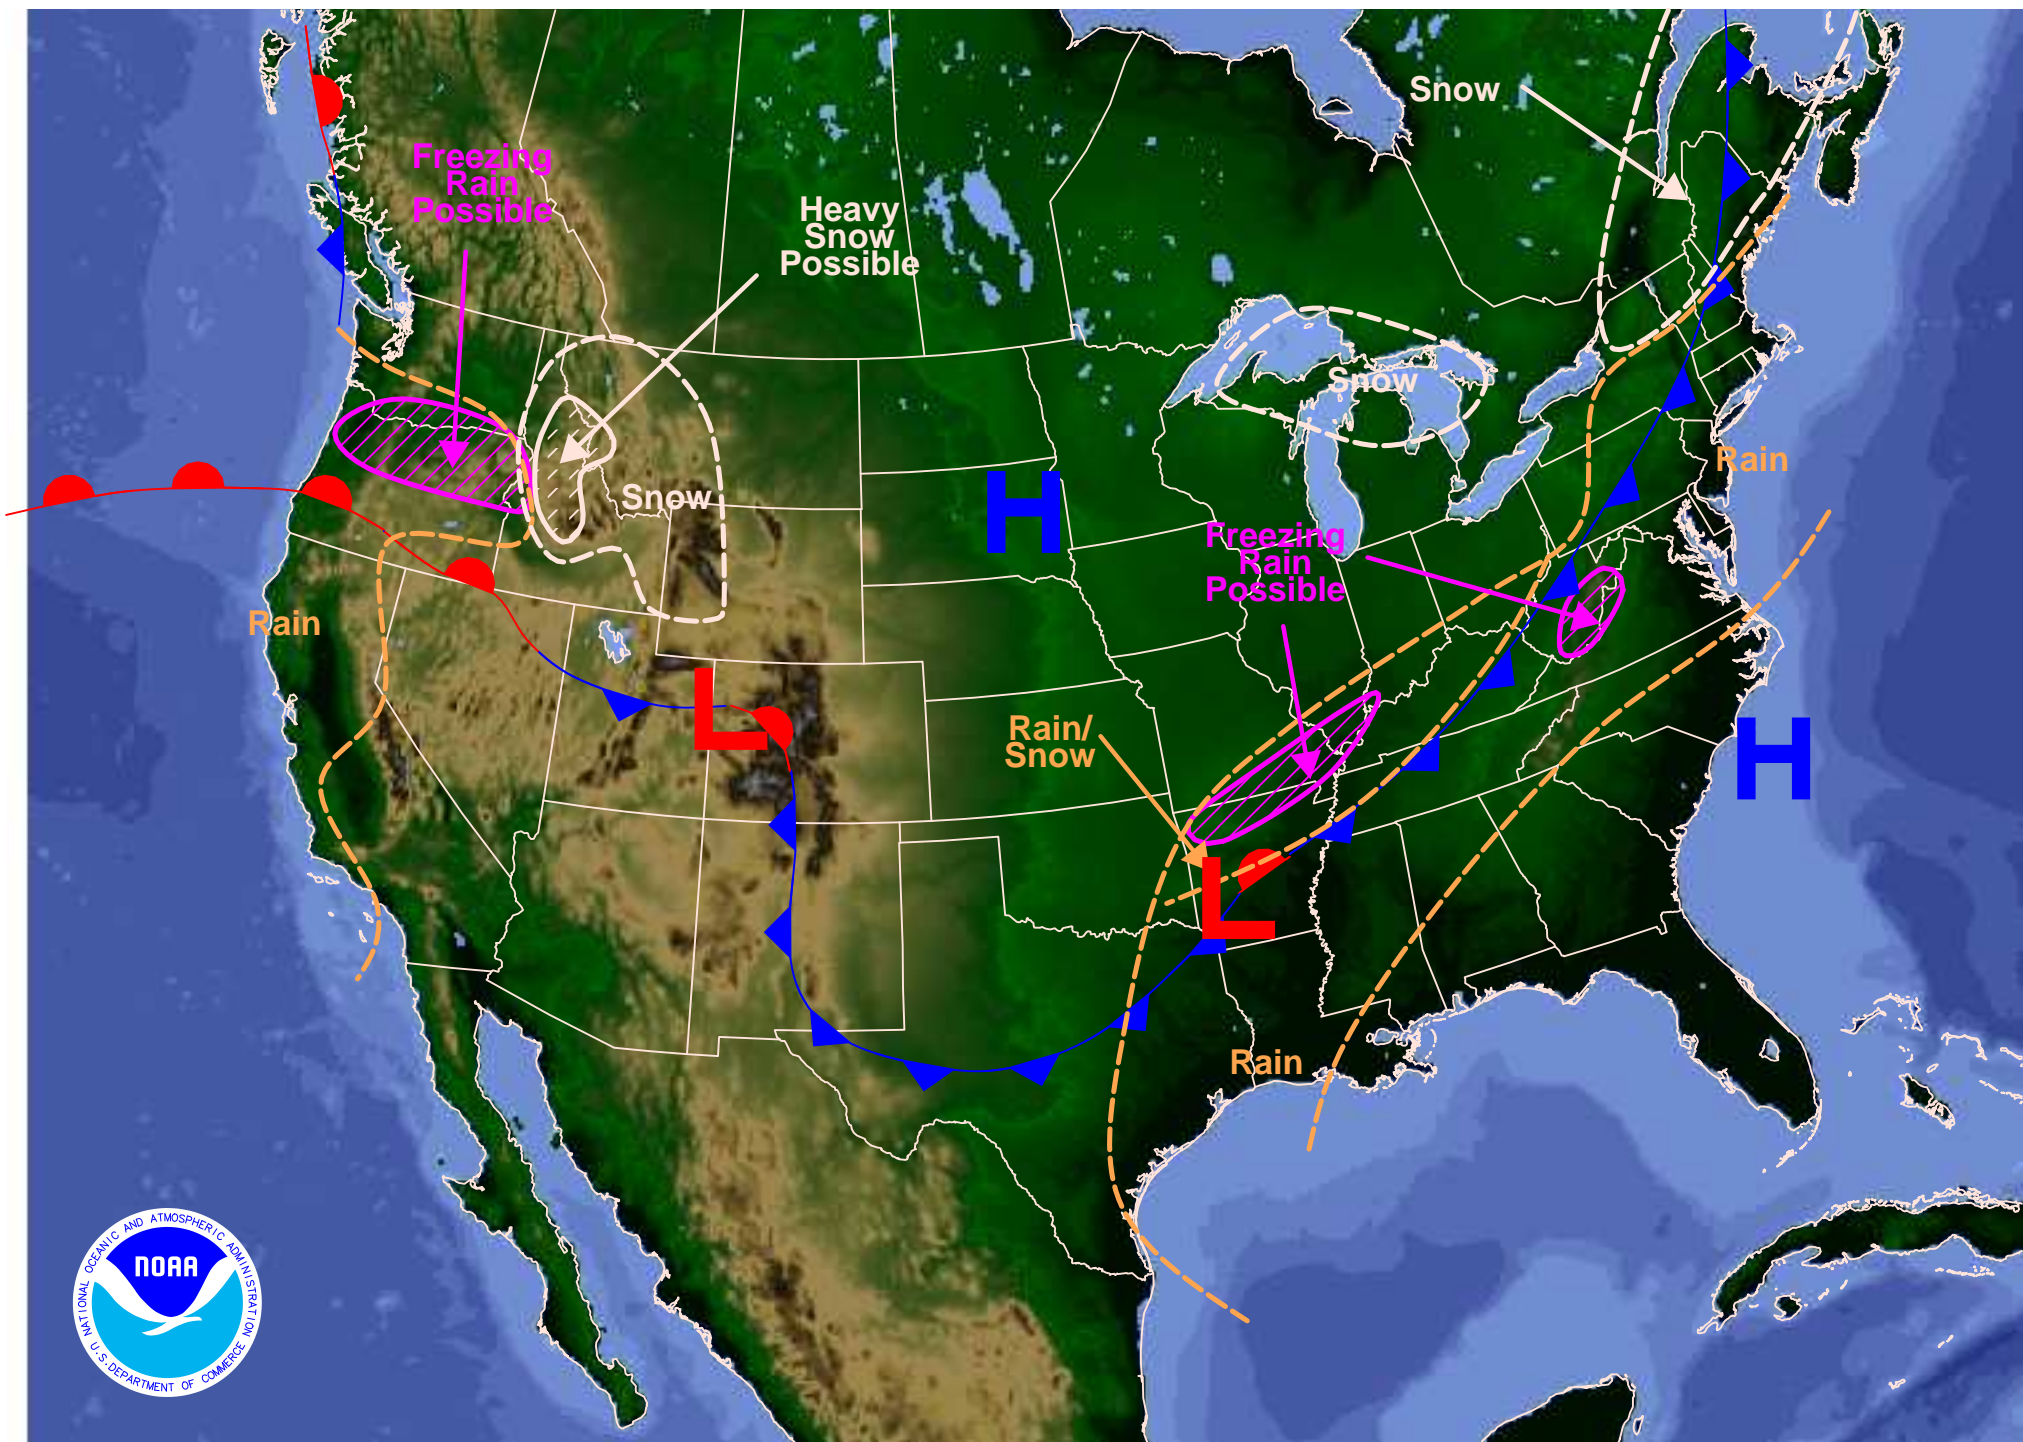 Snow
Freezing
Rain
Possible
Heavy
Snow
Possible
Snow
Rain
Snow
H
Freezing
Rain
Possible
Rain
L
Rain/
Snow
H
L
Rain
NATIONAL OCEANIC AND ATMOSPHERIC ADMINISTRATION
NOAA
U.S. DEPARTMENT OF COMMERCE